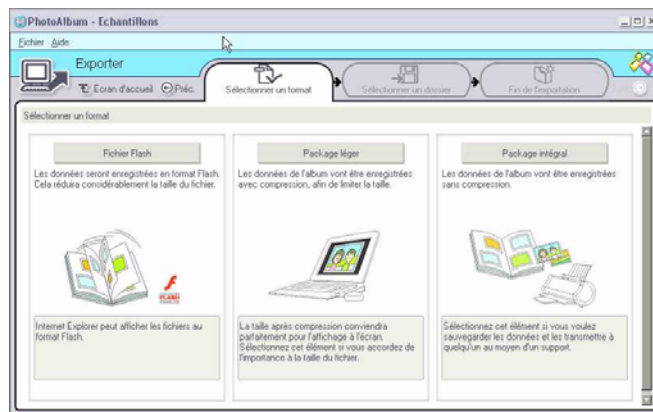 PhotoAlbum - Echantillons
Fichier Aide
Exporter
Ecran d'accueil Préc.
Sélectionner un format
Sélectionner un dossier
Fin de l'exportation
Sélectionner un format
Fichier Flash
Les données seront enregistrées en format Flash.
Cela réduira considérablement la taille du fichier.
Internet Explorer peut afficher les fichiers au
format Flash.
Package léger
Les données de l'album vont être enregistrées
avec compression, afin de limiter la taille.
La taille après compression conviendra
parfaitement pour l'affichage à l'écran.
Sélectionnez cet élément si vous accordez de
l'importance à la taille du fichier.
Package intégral
Les données de l'album vont être enregistrées
sans compression.
Sélectionnez cet élément si vous voulez
sauvegarder les données et les transmettre à
quelqu'un au moyen d'un support.